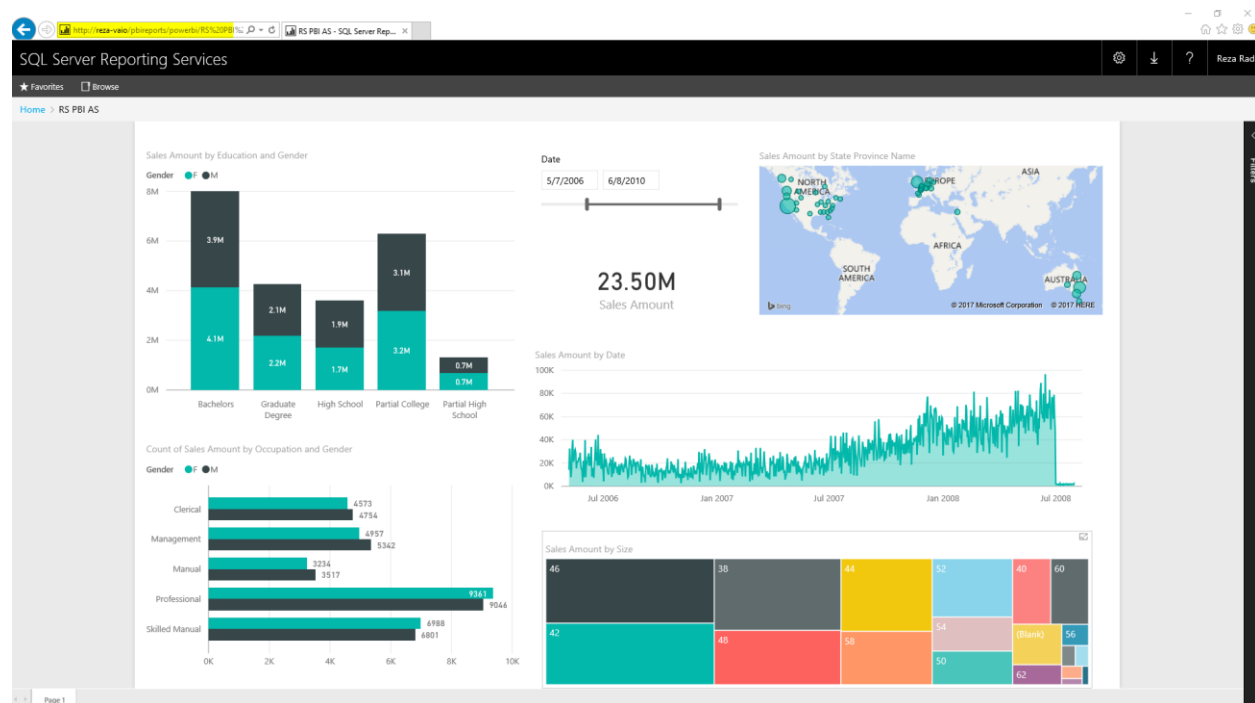 http://reza-vaio/pbireports/powerbi/RS%20PBI%
RS PBI AS - SQL Server Rep...
SQL Server Reporting Services
?
Reza Rad
Favorites
Browse
Home > RS PBI AS
Filters
Sales Amount by Education and Gender
Gender F M
8M
6M
4M
2M
0M
3.9M
4.1M
2.1M
2.2M
1.9M
1.7M
3.1M
3.2M
0.7M
0.7M
Bachelors
Graduate
Degree
High School
Partial College
Partial High
School
Date
5/7/2006
6/8/2010
23.50M
Sales Amount
Sales Amount by State Province Name
NORTH
AMERICA
EUROPE
ASIA
AFRICA
SOUTH
AMERICA
AUSTRALIA
bing
© 2017 Microsoft Corporation © 2017 HERE
Sales Amount by Date
100K
80K
60K
40K
20K
0K
Jul 2006
Jan 2007
Jul 2007
Jan 2008
Jul 2008
Count of Sales Amount by Occupation and Gender
Gender F M
Clerical
4573
4754
Management
4957
5342
Manual
3234
3517
Professional
9361
9046
Skilled Manual
6988
6801
0K
2K
4K
6K
8K
10K
Sales Amount by Size
46
38
44
52
40
60
42
48
58
54
50
(Blank)
56
62
Page 1